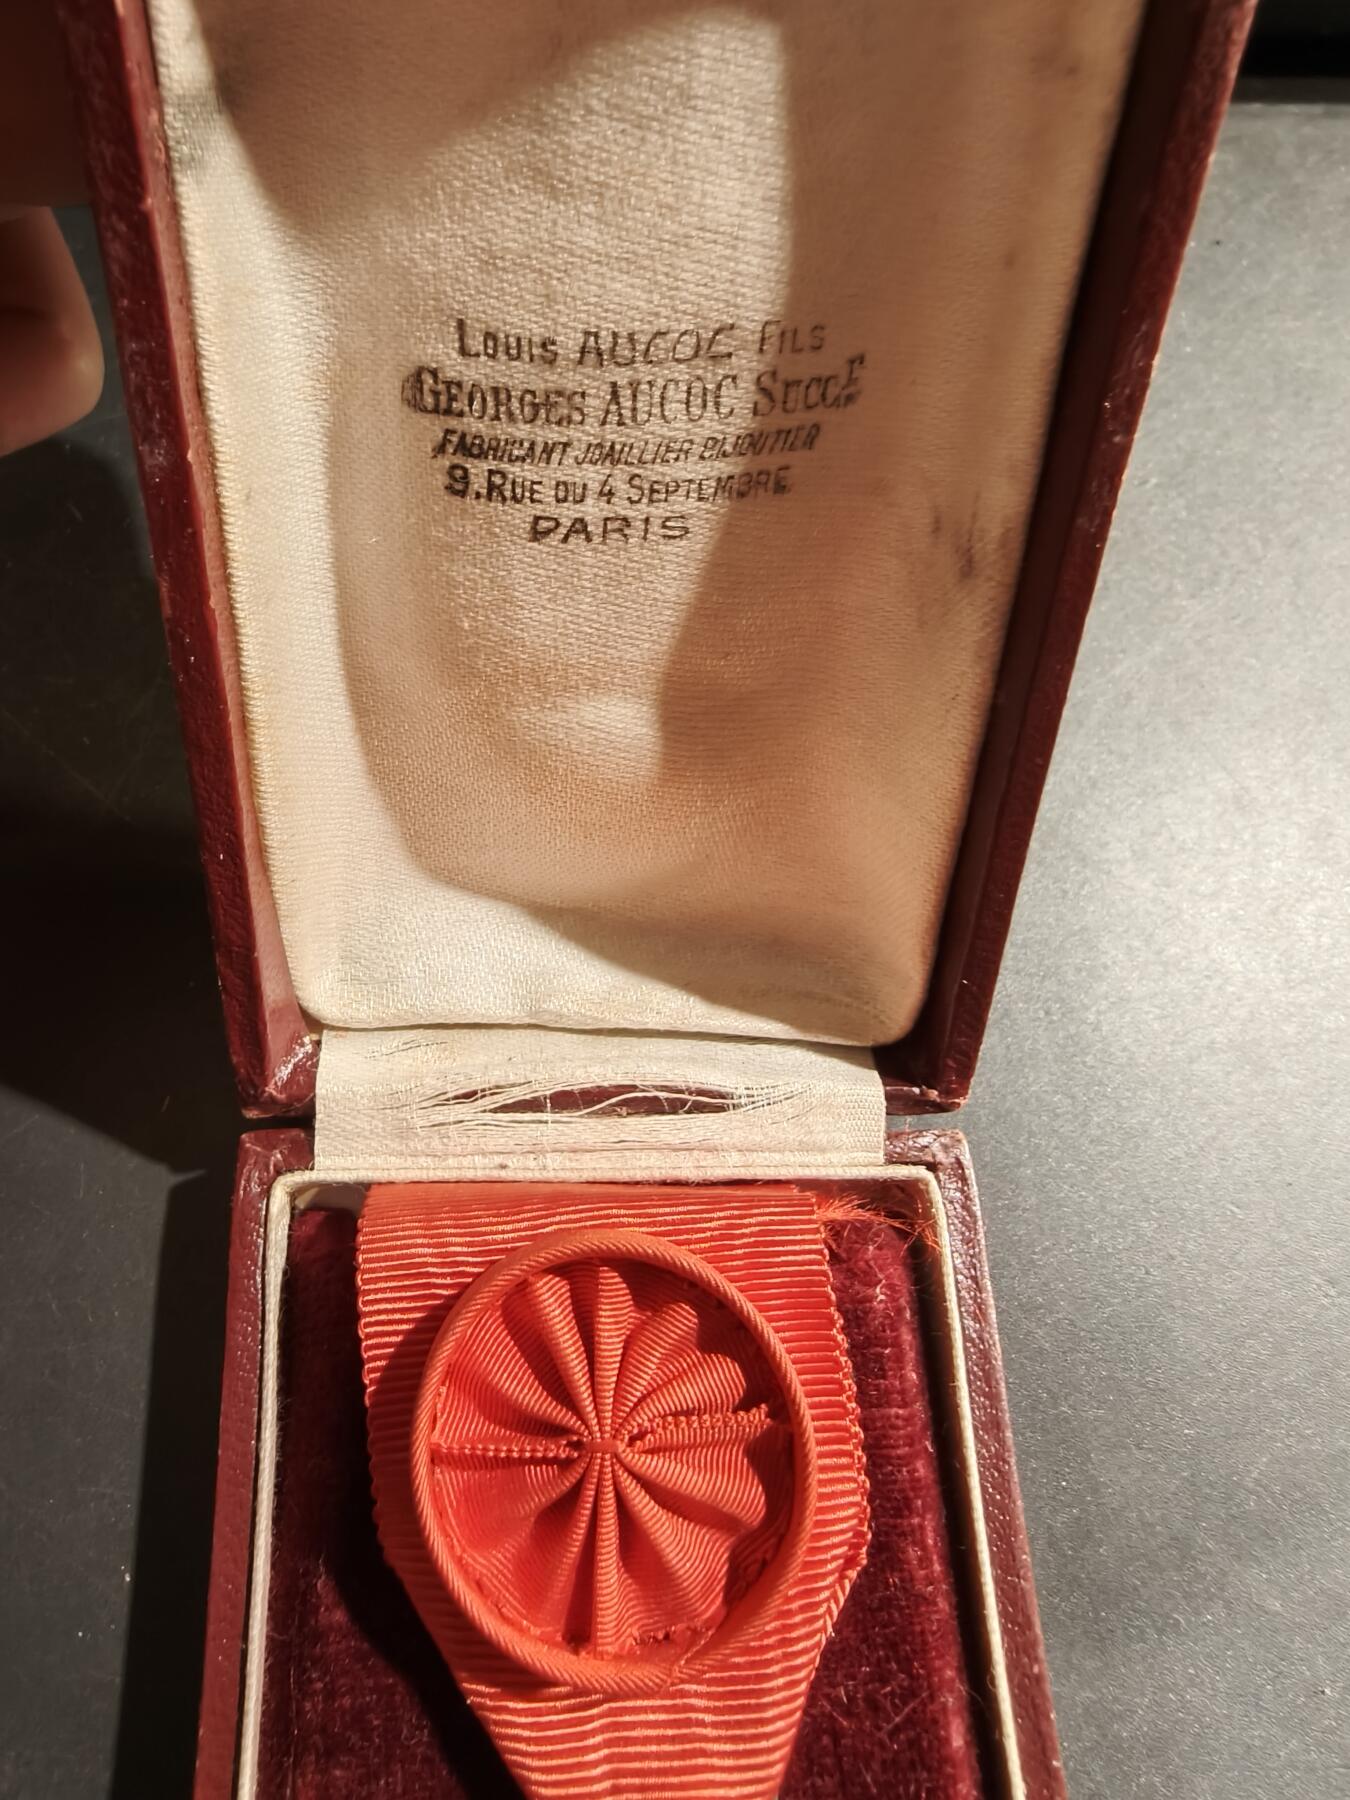 Louis AUCOC Fils
GEORGES AUCOC Succr
FABRICANT JOAILLIER BIJOUTIER
9. RUE DU 4 SEPTEMBRE
PARIS